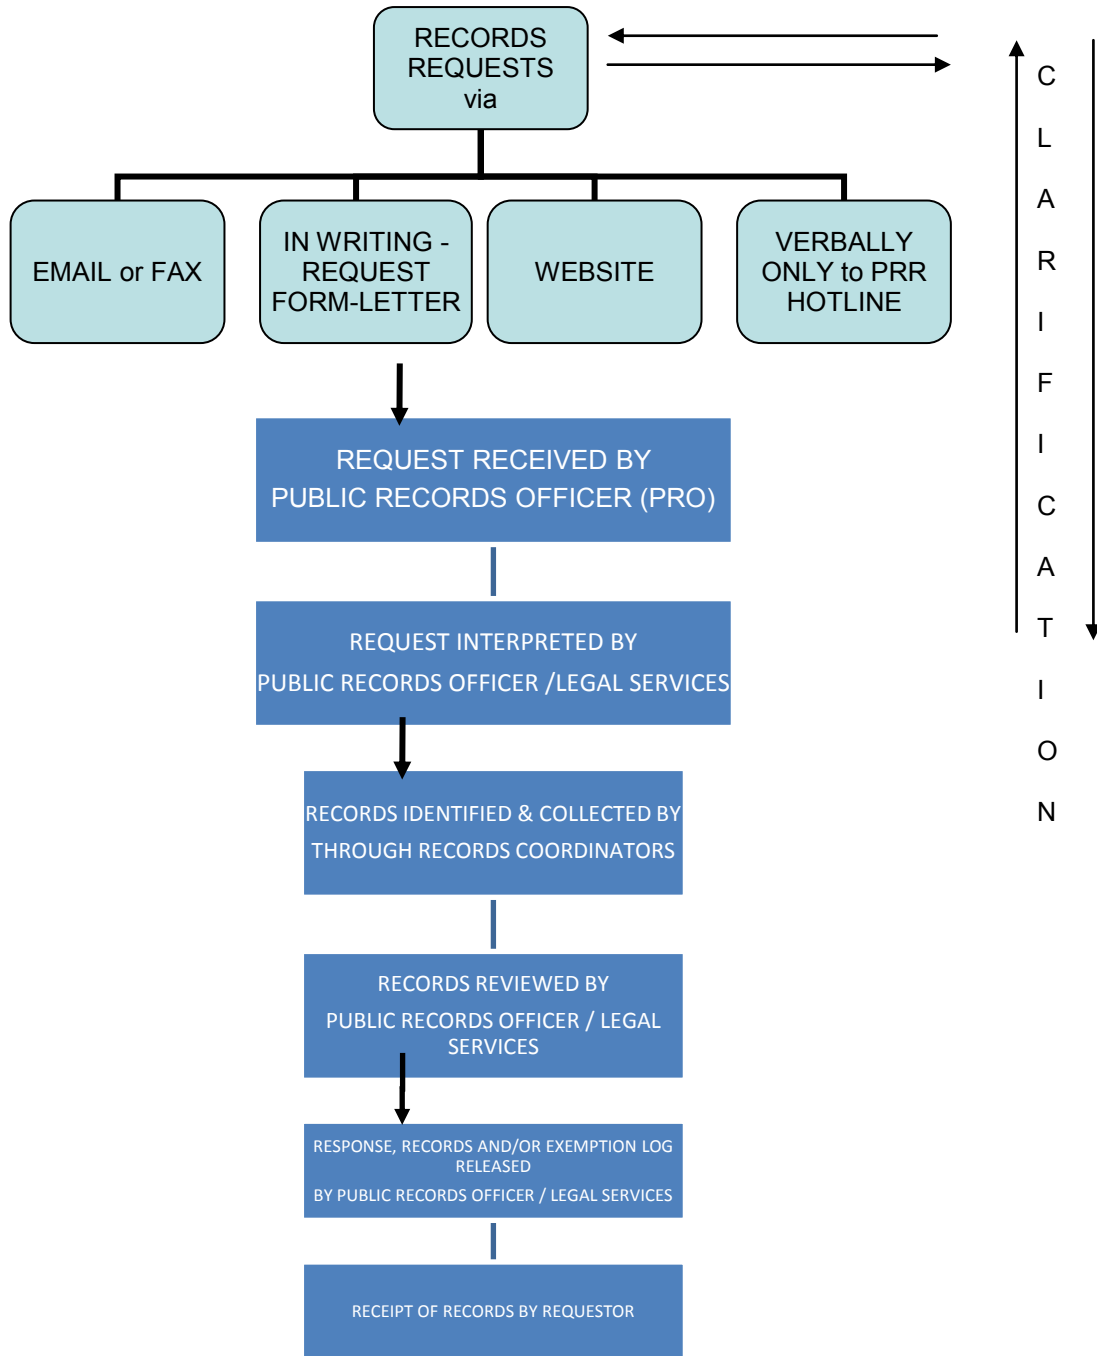 RECORDS
REQUESTS
via
EMAIL or FAX
IN WRITING -
REQUEST
FORM-LETTER
WEBSITE
VERBALLY
ONLY to PRR
HOTLINE
REQUEST RECEIVED BY
PUBLIC RECORDS OFFICER (PRO)
REQUEST INTERPRETED BY
PUBLIC RECORDS OFFICER /LEGAL SERVICES
RECORDS IDENTIFIED & COLLECTED BY
THROUGH RECORDS COORDINATORS
RECORDS REVIEWED BY
PUBLIC RECORDS OFFICER / LEGAL
SERVICES
RESPONSE, RECORDS AND/OR EXEMPTION LOG
RELEASED
BY PUBLIC RECORDS OFFICER / LEGAL SERVICES
RECEIPT OF RECORDS BY REQUESTOR
C
L
A
R
I
F
I
C
A
T
I
O
N